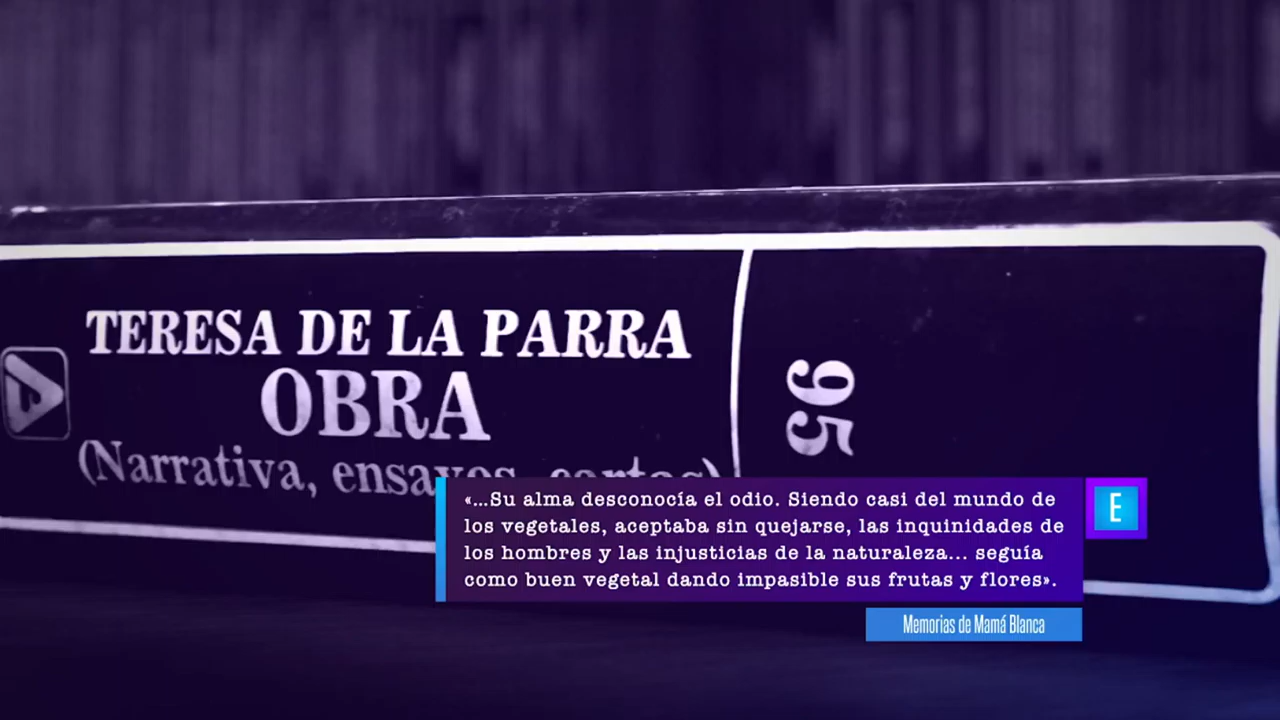 TERESA DE LA PARRA
OBRA
(Narrativa, ensayos, cartas)
95
«...Su alma desconocía el odio. Siendo casi del mundo de
los vegetales, aceptaba sin quejarse, las inquinidades de
los hombres y las injusticias de la naturaleza... seguía
como buen vegetal dando impasible sus frutas y flores».
E
Memorias de Mamá Blanca